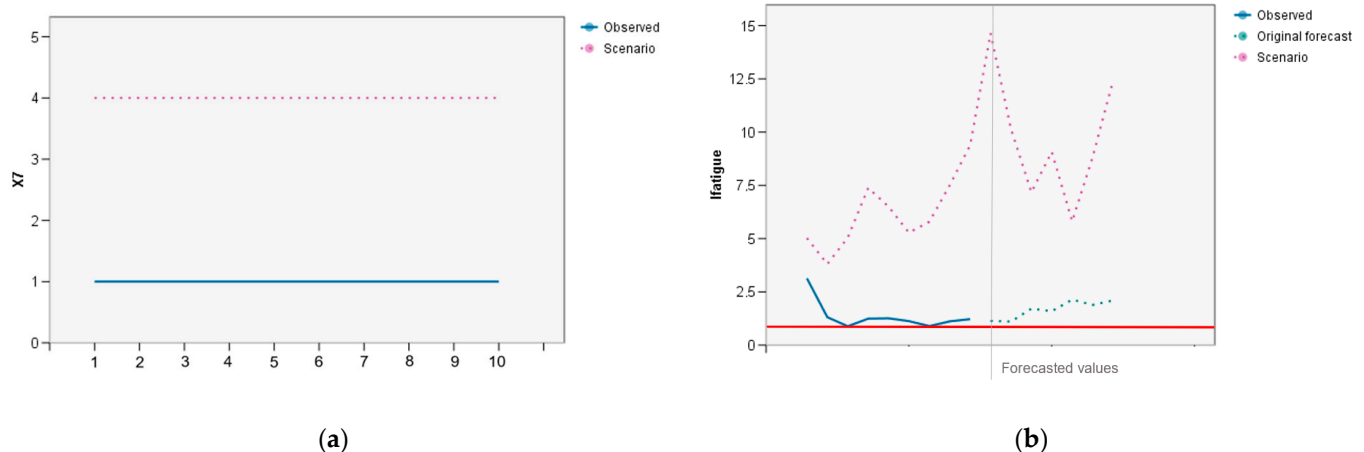 5
4
3
2
1
0
X7
1 2 3 4 5 6 7 8 9 10
Observed
Scenario
(a)
15
12.5
10
7.5
5
2.5
0
Ifatigue
Forecasted values
Observed
Original forecast
Scenario
(b)